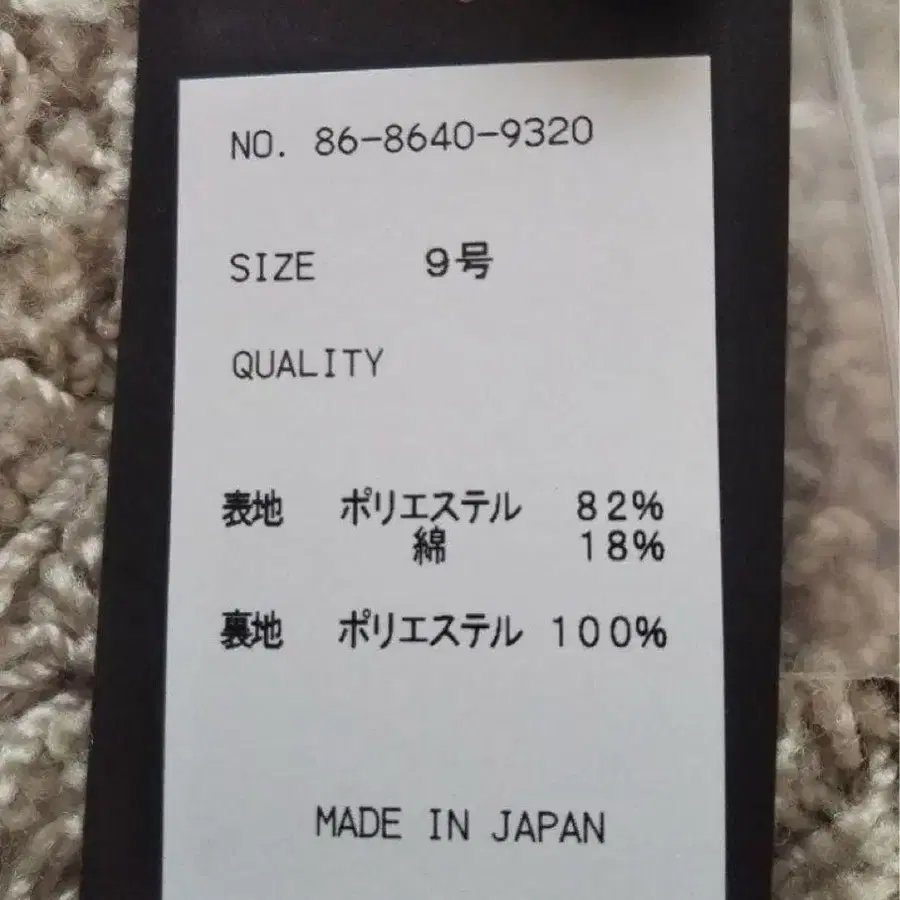 NO. 86-8640-9320
SIZE 9号
QUALITY
表地 ポリエステル 82%
綿 18%
裏地 ポリエステル 100%
MADE IN JAPAN